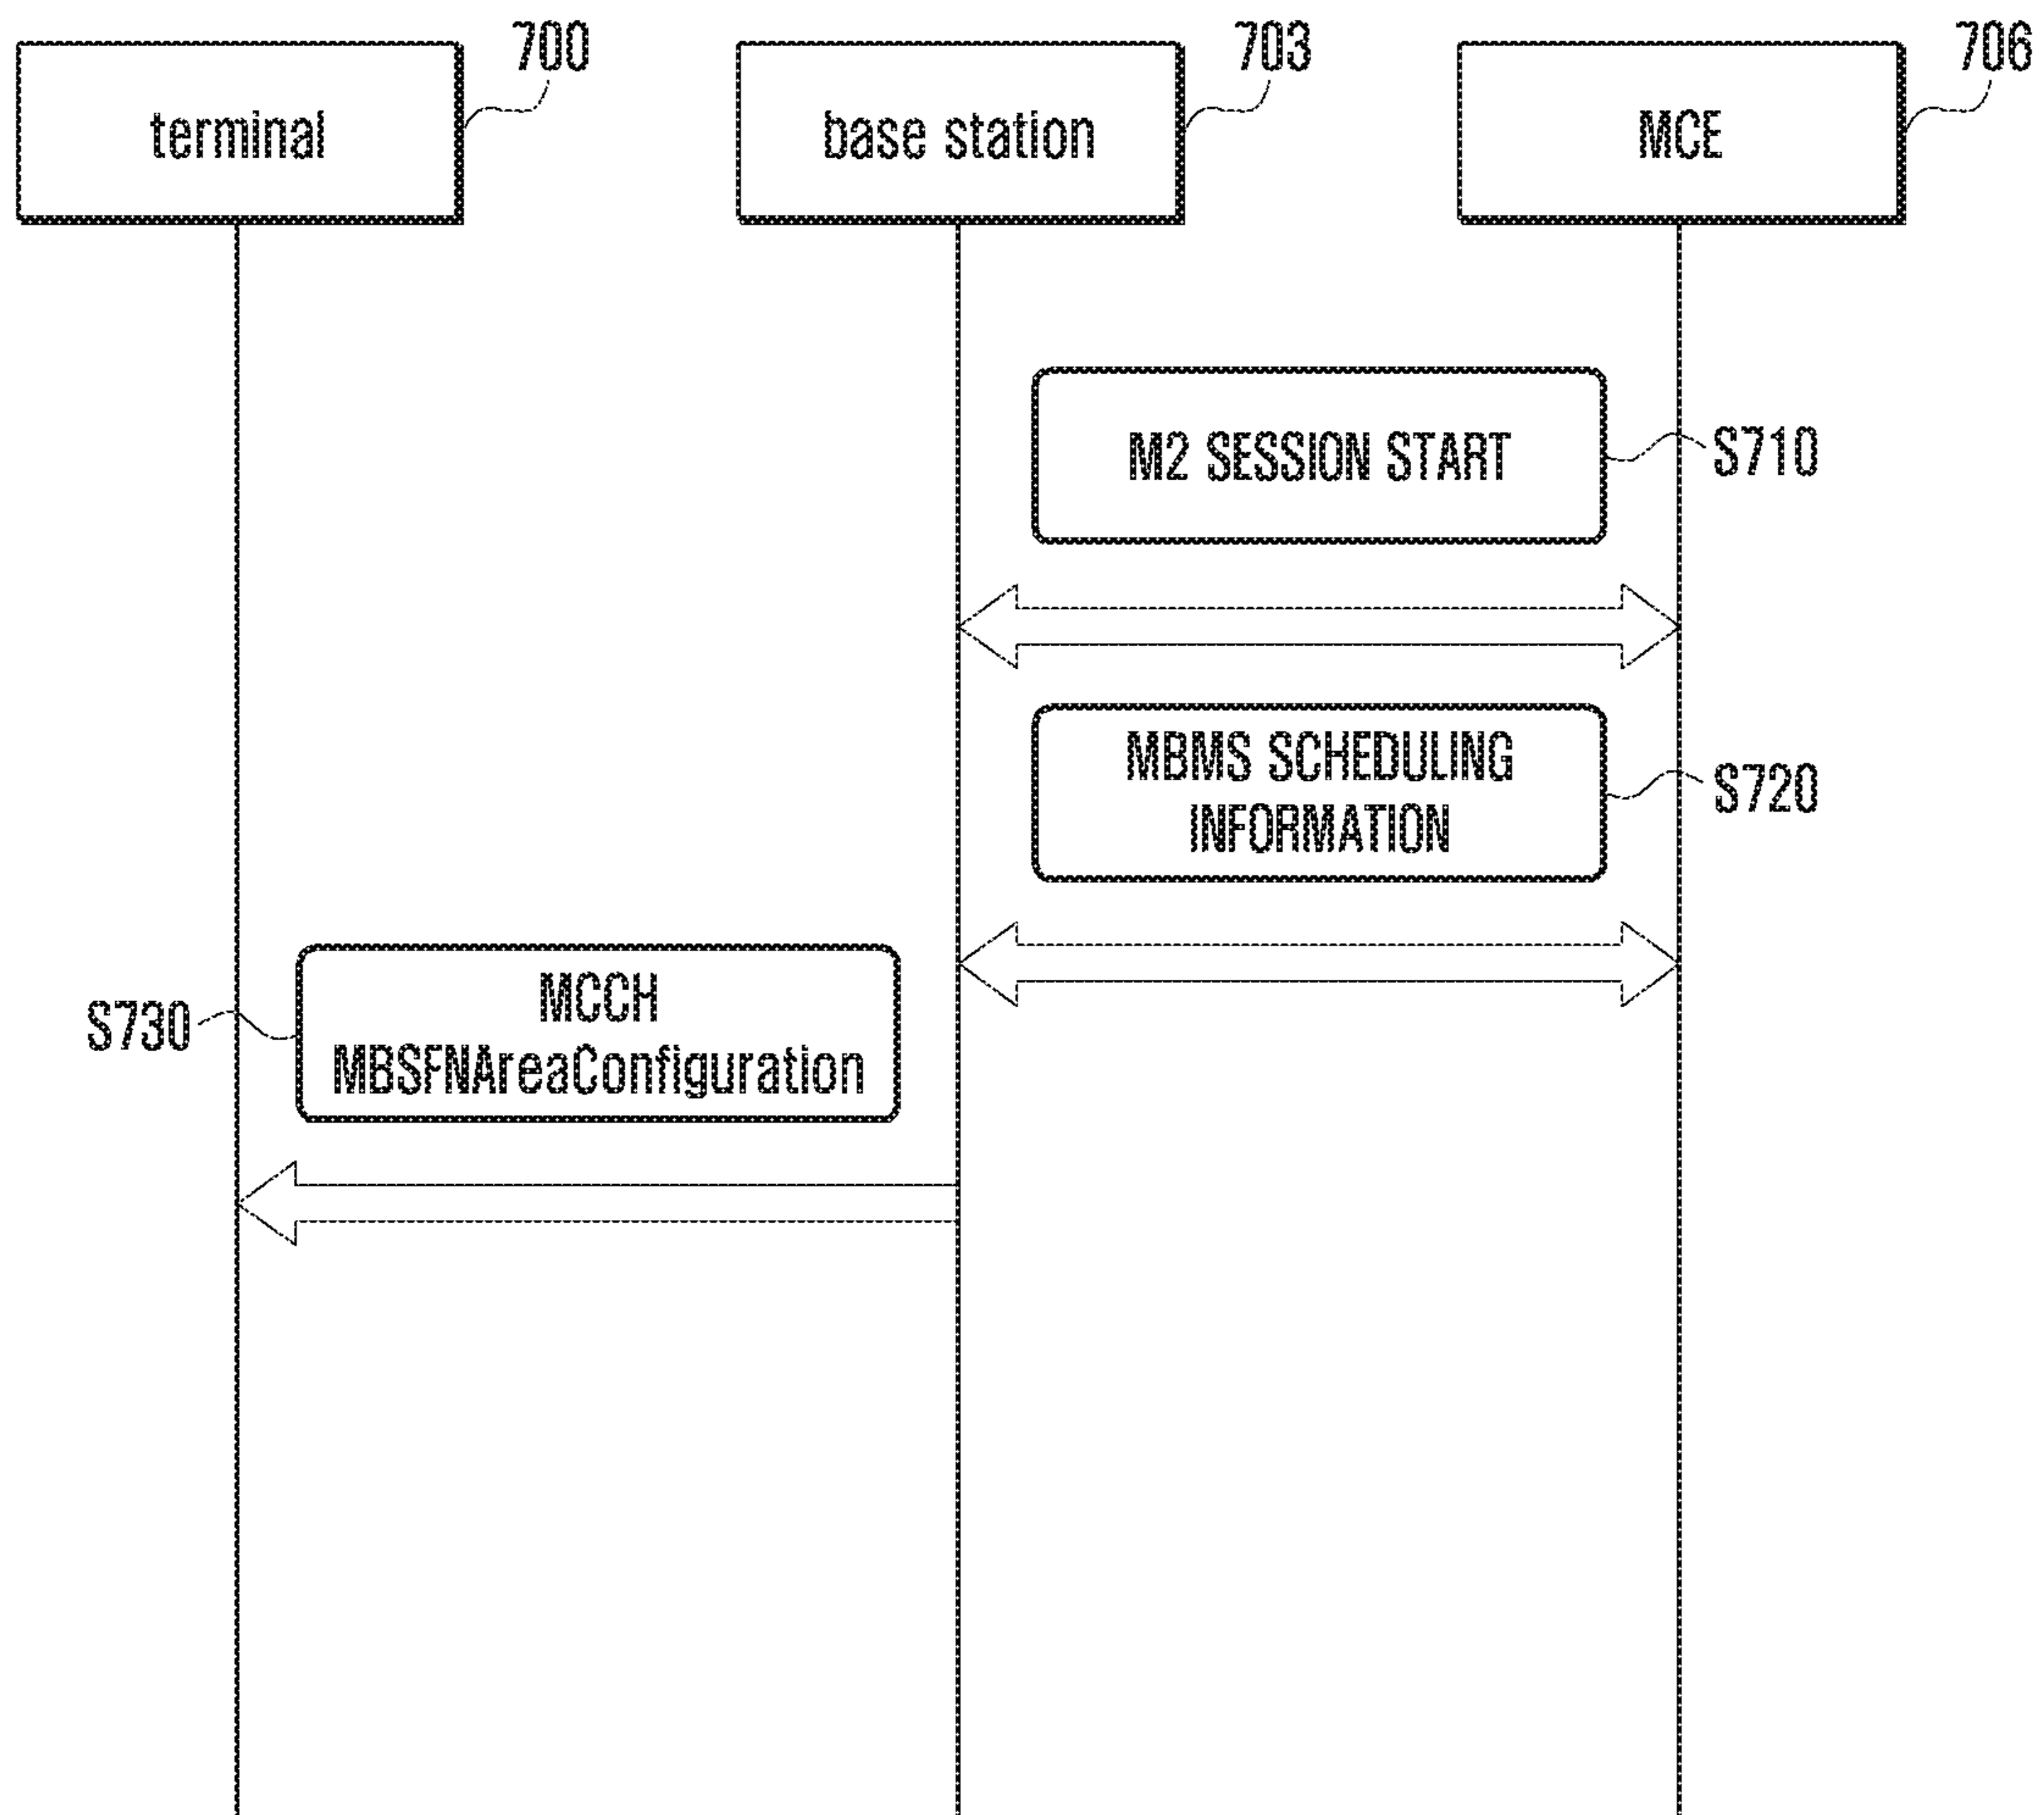 700
703
706
terminal
base station
MCE
M2 SESSION START
S710
MBMS SCHEDULING
INFORMATION
S720
MCCH
MBSFNAreaConfiguration
S730